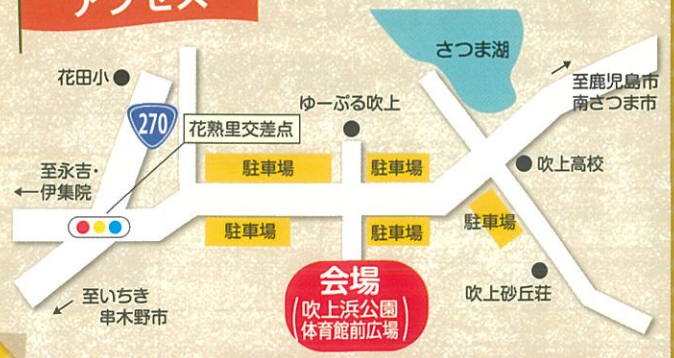 アクセス
さつま湖
花田小
至鹿児島市
南さつま市
270
花熟里交差点
ゆーぷる吹上
至永吉・
伊集院
駐車場
駐車場
吹上高校
駐車場
駐車場
駐車場
会場
(吹上浜公園
体育館前広場)
吹上砂丘荘
至いちき
串木野市